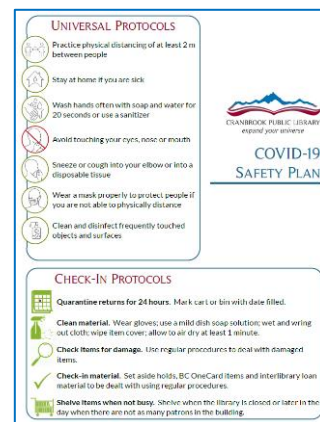 UNIVERSAL PROTOCOLS
Practice physical distancing of at least 2 m
between people
Stay at home if you are sick
Wash hands often with soap and water for
20 seconds or use a sanitizer
Avoid touching your eyes, nose or mouth
Sneeze or cough into your elbow or into a
disposable tissue
Wear a mask properly to protect people if
you are not able to physically distance
Clean and disinfect frequently touched
objects and surfaces
CRANBROOK PUBLIC LIBRARY
expand your universe
COVID-19
SAFETY PLAN
CHECK-IN PROTOCOLS
Quarantine returns for 24 hours. Mark cart or bin with date filled.
Clean material. Wear gloves; use a mild dish soap solution; wet and wring
out cloth; wipe item cover; allow to air dry at least 1 minute.
Check items for damage. Use regular procedures to deal with damaged
items.
Check-in material. Set aside holds, BC OneCard items and interlibrary loan
material to be dealt with using regular procedures.
Shelve items when not busy. Shelve when the library is closed or later in the
day when there are not as many patrons in the building.